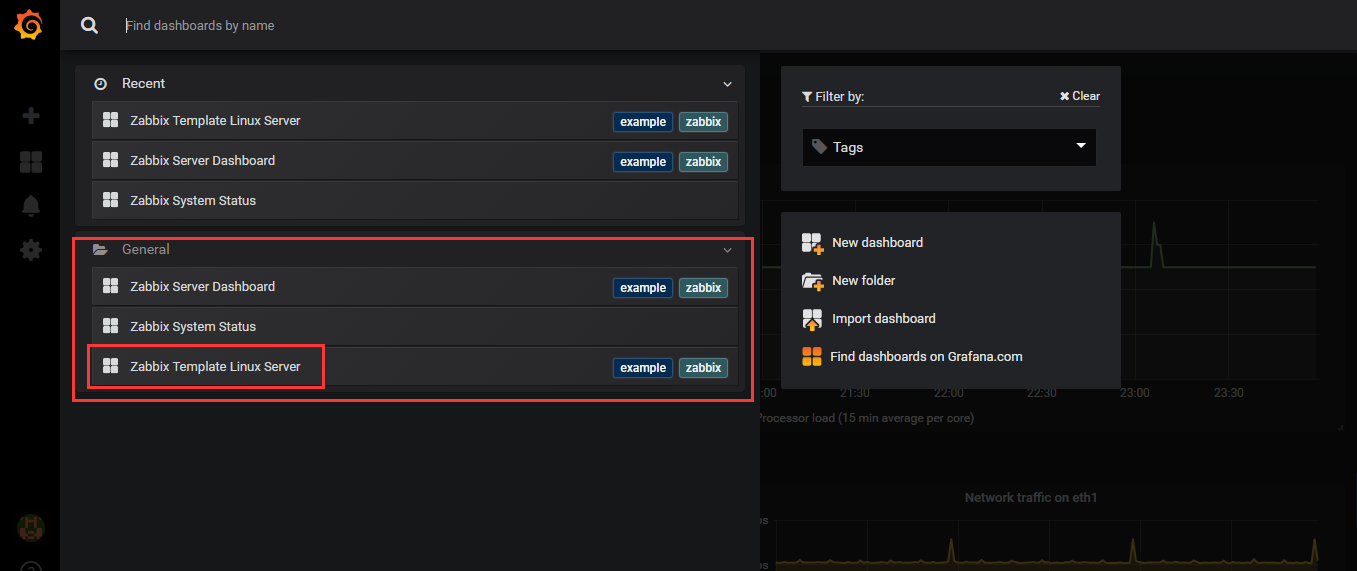 Find dashboards by name
Recent
Zabbix Template Linux Server example zabbix
Zabbix Server Dashboard example zabbix
Zabbix System Status
General
Zabbix Server Dashboard example zabbix
Zabbix System Status
Zabbix Template Linux Server example zabbix
Filter by: Clear
Tags
New dashboard
New folder
Import dashboard
Find dashboards on Grafana.com
:00 21:30 22:00 22:30 23:00 23:30
Processor load (15 min average per core)
Network traffic on eth1